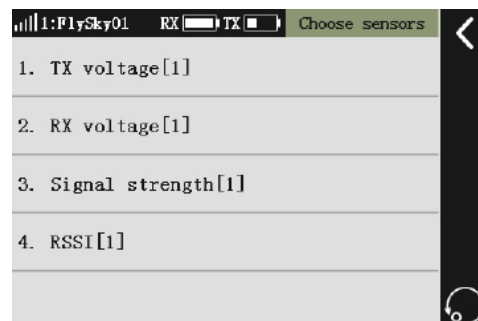 1:FlySky01 RX TX Choose sensors
1. TX voltage[1]
2. RX voltage[1]
3. Signal strength[1]
4. RSSI[1]